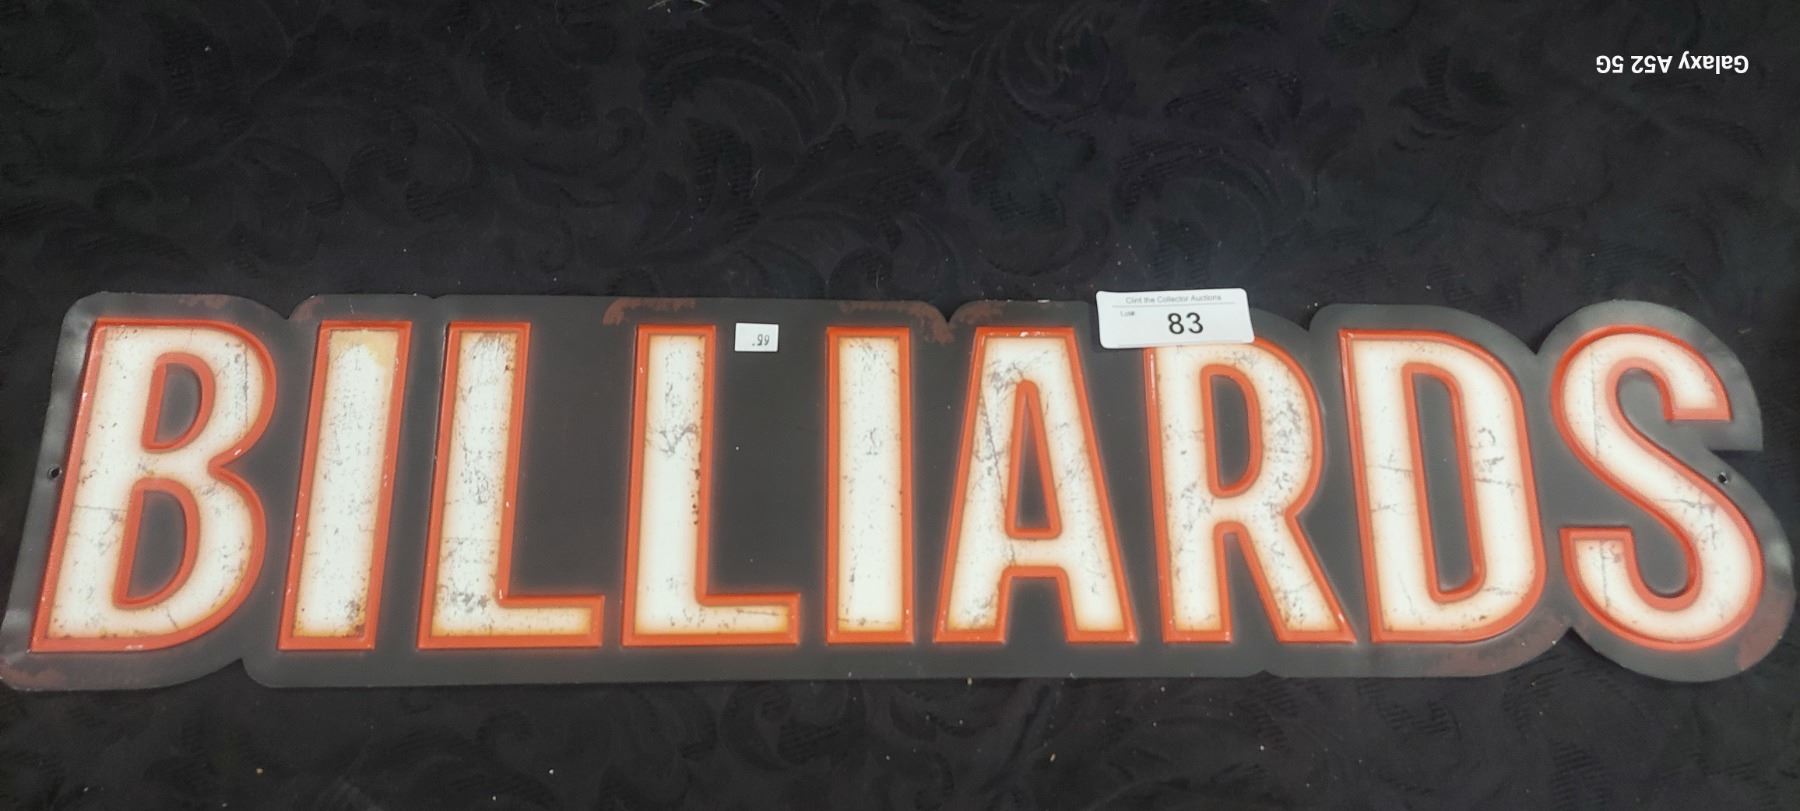 Galaxy A52 5G
Clint the Collector Auctions
Lot#
83
BILLIARDS